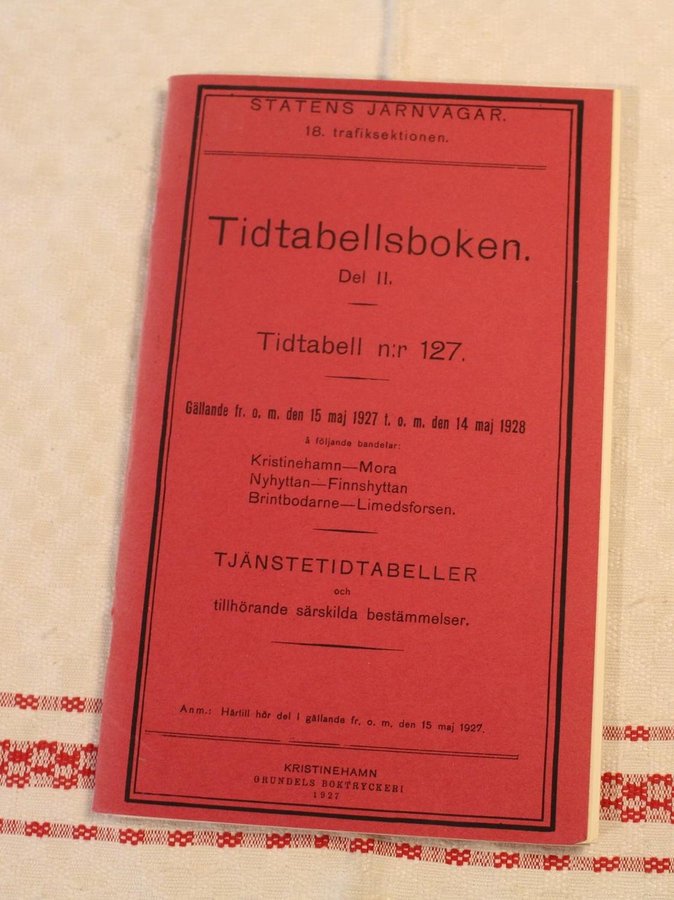 STATENS JÄRNVÄGAR.
18. trafiksektionen.
Tidtabellsboken.
Del II.
Tidtabell n:r 127.
Gällande fr. o. m. den 15 maj 1927 t. o. m. den 14 maj 1928
å följande bandelar:
Kristinehamn—Mora
Nyhyttan—Finnshyttan
Brintbodarne—Limedsforsen.
TJÄNSTETIDTABELLER
och
tillhörande särskilda bestämmelser.
Anm.: Härtill hör del I gällande fr. o. m. den 15 maj 1927.
KRISTINEHAMN
GRUNDELS BOKTRYCKERI
1927